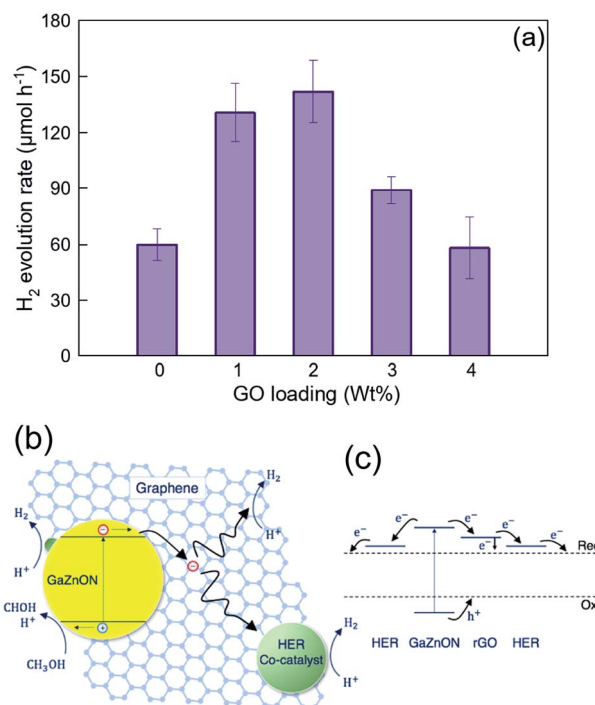 (a)
H₂ evolution rate (μmol h⁻¹)
180
150
120
90
60
30
0
0 1 2 3 4
GO loading (Wt%)
(b)
Graphene
H₂
H⁺
H₂
H⁺
GaZnON
−
+
−
CHOH
H⁺
CH₃OH
HER
Co-catalyst
H₂
H⁺
(c)
e⁻ e⁻ e⁻ e⁻ e⁻ e⁻
Re
Ox
h⁺
HER GaZnON rGO HER